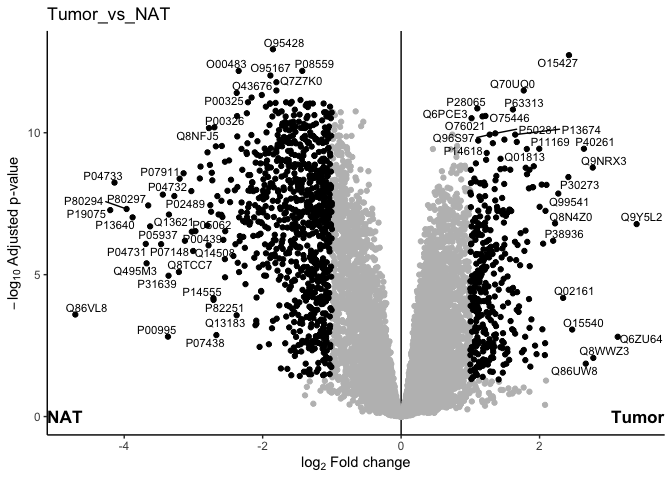 Tumor_vs_NAT
O95428
O15427
O00483
O95167
P08559
Q7Z7K0
O43676
Q70UQ0
P00325
P28065
P63313
Q6PCE3
O75446
P00326
O76021
P50281
P13674
Q8NFJ5
Q96S97
P11169
P40261
P14618
Q01813
Q9NRX3
P07911
P04733
P04732
P30273
P80294
P80297
P02489
Q99541
P19075
Q13621
P05062
Q8N4Z0
Q9Y5L2
P13640
P05937
P00439
P38936
P04731
P07148
Q14508
Q495M3
Q8TCC7
P31639
P14555
Q02161
Q86VL8
P82251
Q13183
O15540
P00995
P07438
Q6ZU64
Q8WWZ3
Q86UW8
NAT
Tumor
10
5
0
−log10 Adjusted p-value
-4
-2
0
2
log2 Fold change